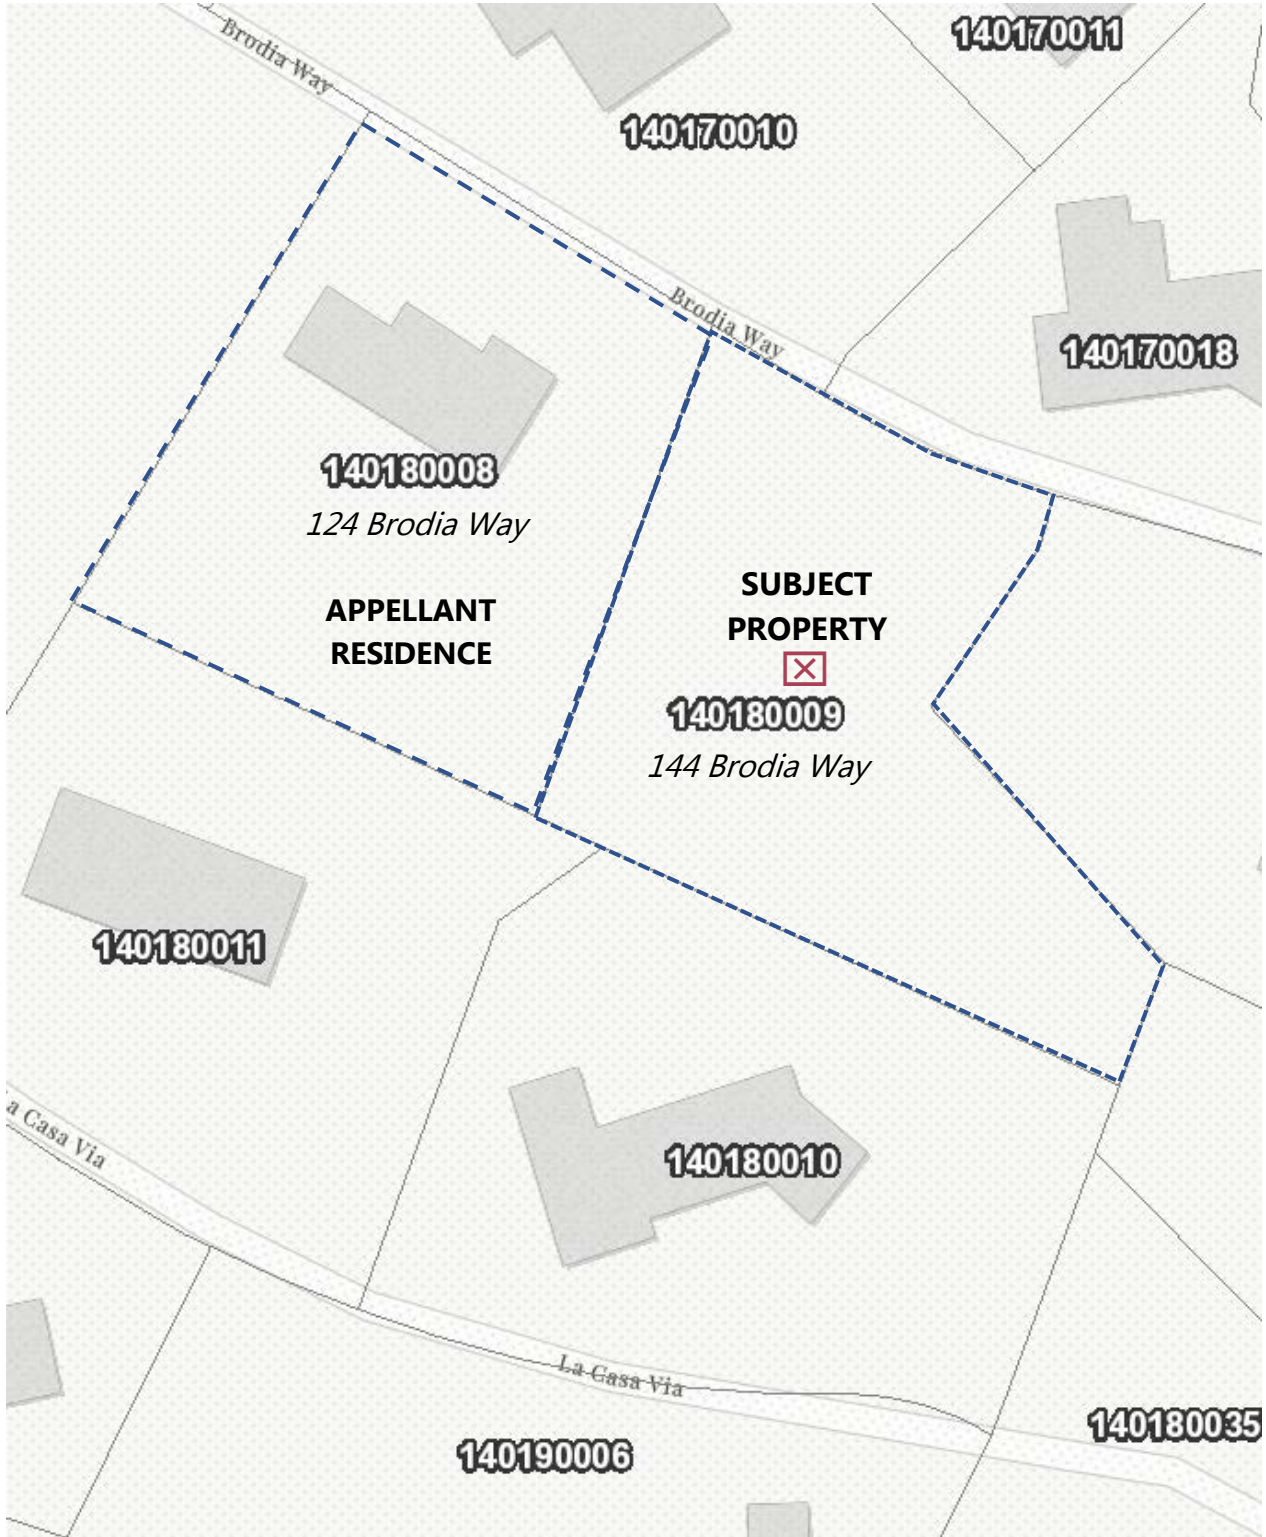 Brodia Way
140170011
140170010
Brodia Way
140170018
140180008
124 Brodia Way
APPELLANT
RESIDENCE
SUBJECT
PROPERTY
140180009
144 Brodia Way
140180011
a Casa Via
140180010
La Casa Via
140180035
140190006